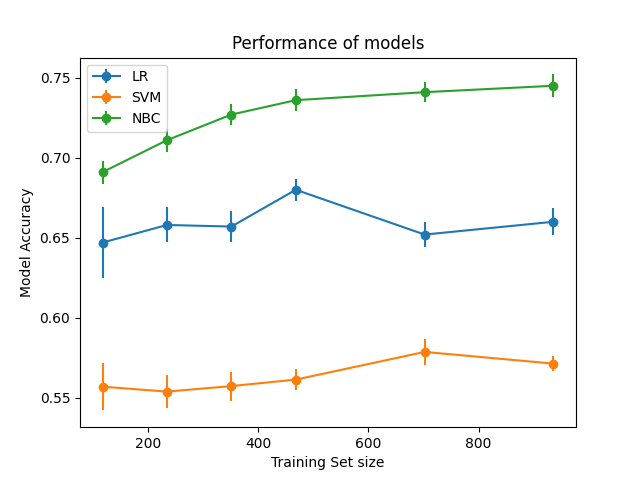 Performance of models
LR
SVM
NBC
0.75
0.70
0.65
0.60
0.55
Model Accuracy
200 400 600 800
Training Set size